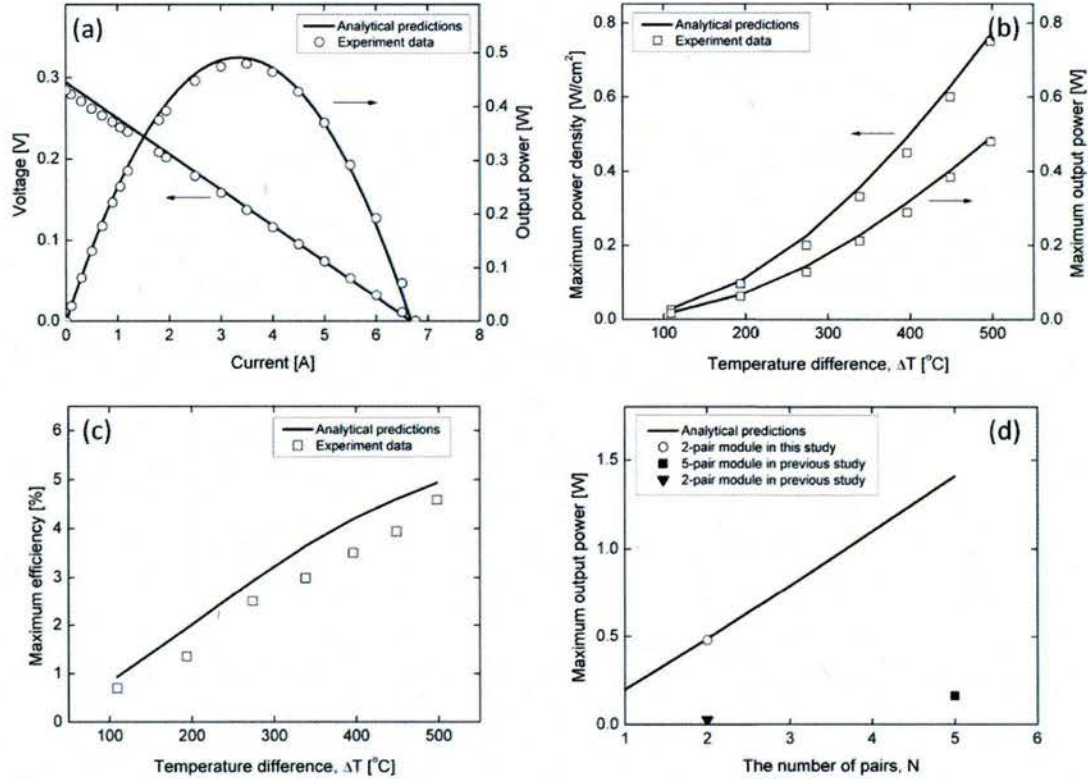 (a)
Analytical predictions
Experiment data
0.3
0.2
0.1
0.0
Voltage [V]
0.5
0.4
0.3
0.2
0.1
0.0
Output power [W]
0 1 2 3 4 5 6 7 8
Current [A]
(b)
Analytical predictions
Experiment data
0.8
0.6
0.4
0.2
0.0
Maximum power density [W/cm²]
0.8
0.6
0.4
0.2
0.0
Maximum output power [W]
100 200 300 400 500
Temperature difference, ΔT [°C]
(c)
Analytical predictions
Experiment data
6
5
4
3
2
1
0
Maximum efficiency [%]
100 200 300 400 500
Temperature difference, ΔT [°C]
(d)
Analytical predictions
2-pair module in this study
5-pair module in previous study
2-pair module in previous study
1.5
1.0
0.5
0.0
Maximum output power [W]
1 2 3 4 5 6
The number of pairs, N